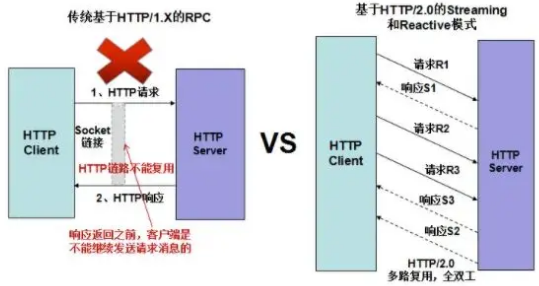 传统基于HTTP/1.X的RPC
HTTP
Client
1、HTTP请求
Socket
链接
HTTP链路不能复用
2、HTTP响应
HTTP
Server
响应返回之前，客户端是
不能继续发送请求消息的
VS
基于HTTP/2.0的Streaming
和Reactive模式
HTTP
Client
请求R1
响应S1
请求R2
请求R3
响应S3
响应S2
HTTP
Server
HTTP/2.0
多路复用，全双工